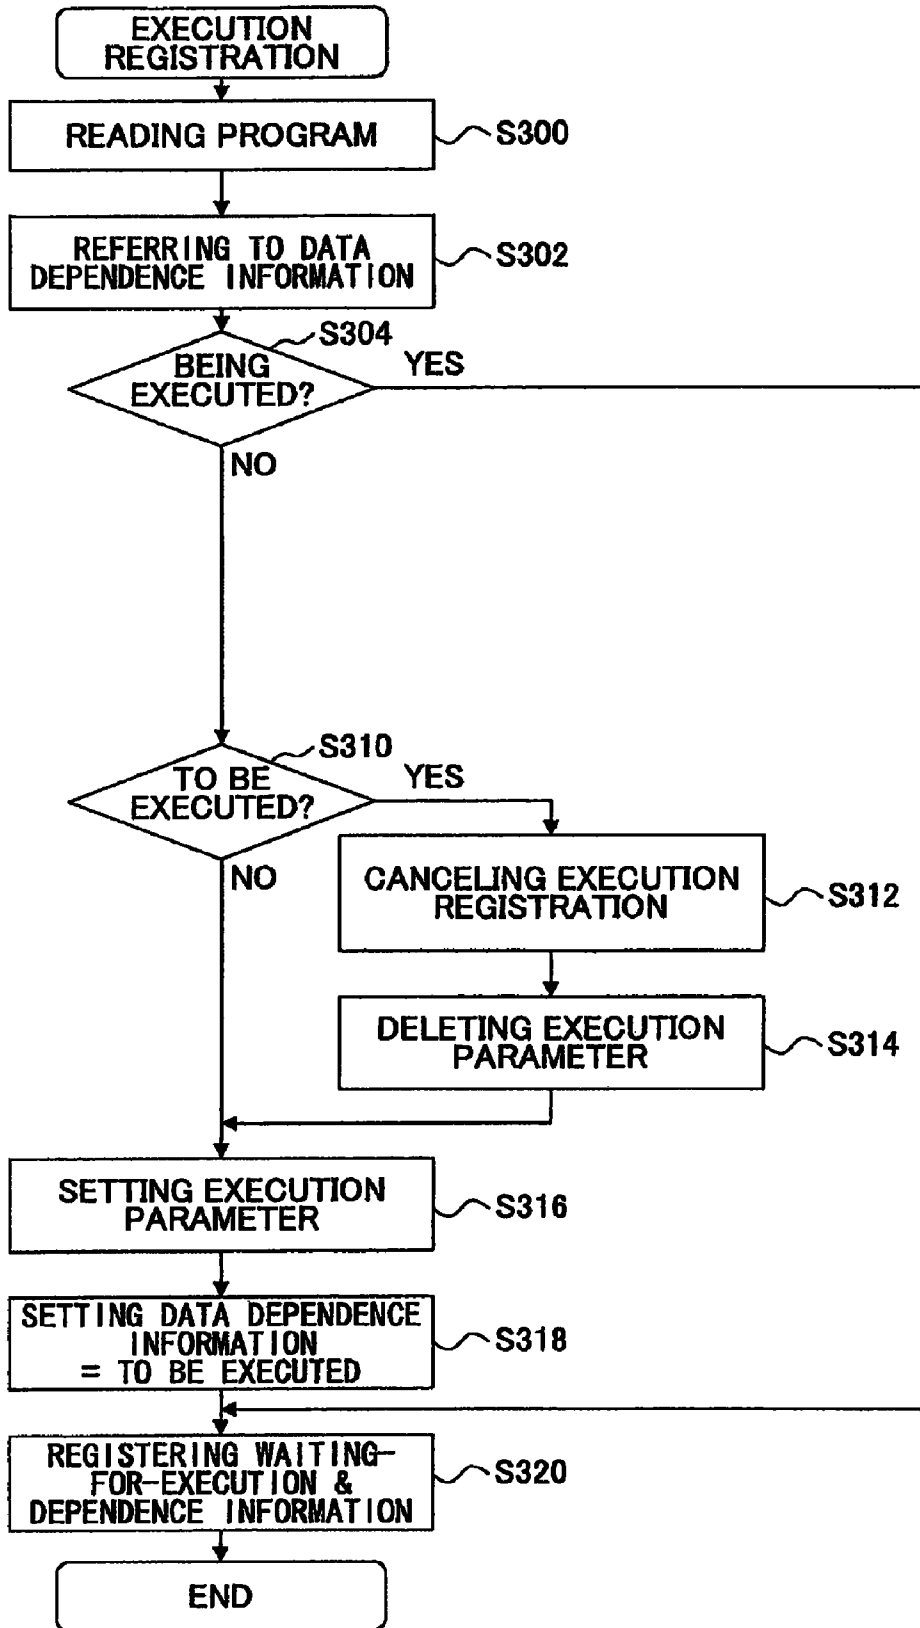 EXECUTION
REGISTRATION
READING PROGRAM
S300
REFERRING TO DATA
DEPENDENCE INFORMATION
S302
S304
BEING
EXECUTED?
YES
NO
S310
TO BE
EXECUTED?
YES
NO
CANCELING EXECUTION
REGISTRATION
S312
DELETING EXECUTION
PARAMETER
S314
SETTING EXECUTION
PARAMETER
S316
SETTING DATA DEPENDENCE
INFORMATION
= TO BE EXECUTED
S318
REGISTERING WAITING-
FOR-EXECUTION &
DEPENDENCE INFORMATION
S320
END